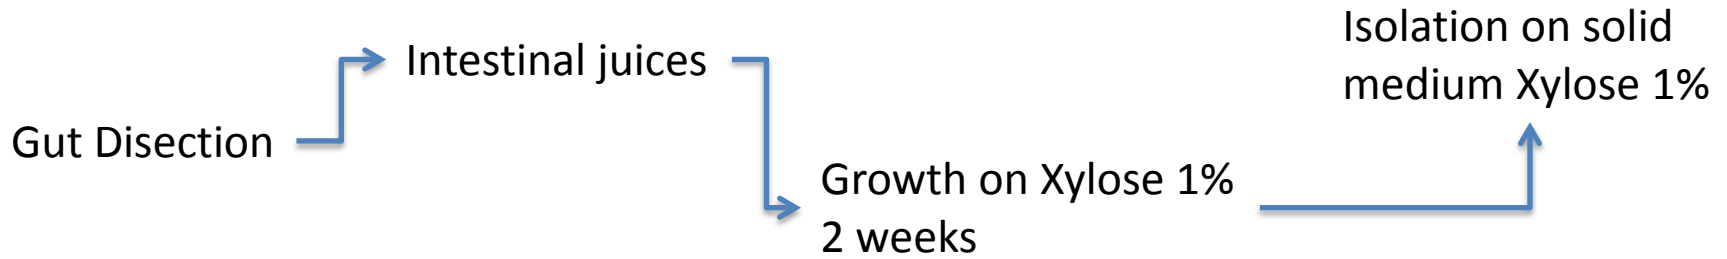 Gut Disection
Intestinal juices
Growth on Xylose 1%
2 weeks
Isolation on solid
medium Xylose 1%